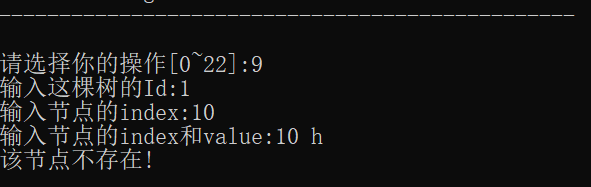 请选择你的操作[0~22]:9
输入这棵树的Id:1
输入节点的index:10
输入节点的index和value:10 h
该节点不存在!